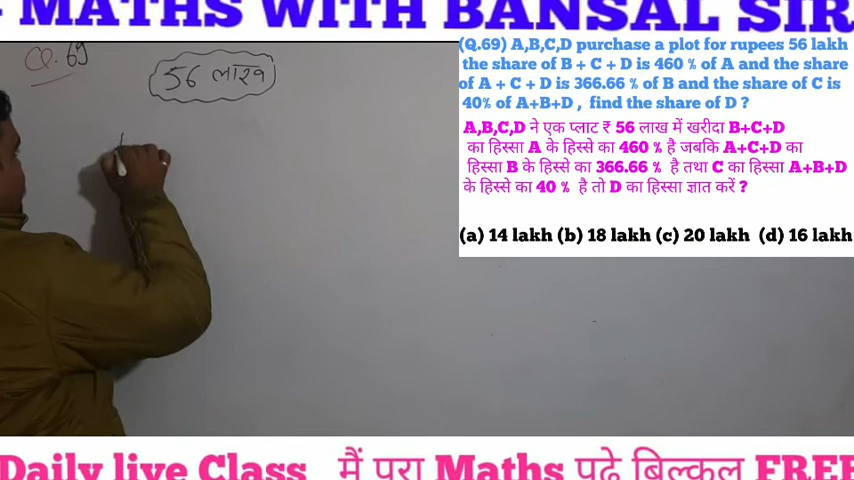 - MATHS WITH BANSAL SIR
Q. 69
56 लाख
(Q.69) A,B,C,D purchase a plot for rupees 56 lakh
the share of B + C + D is 460 % of A and the share
of A + C + D is 366.66 % of B and the share of C is
40% of A+B+D , find the share of D ?
A,B,C,D ने एक प्लाट ₹ 56 लाख में खरीदा B+C+D
का हिस्सा A के हिस्से का 460 % है जबकि A+C+D का
हिस्सा B के हिस्से का 366.66 % है तथा C का हिस्सा A+B+D
के हिस्से का 40 % है तो D का हिस्सा ज्ञात करें ?
(a) 14 lakh (b) 18 lakh (c) 20 lakh (d) 16 lakh
Daily live Class में पूरा Maths पढ़े बिल्कुल FREE